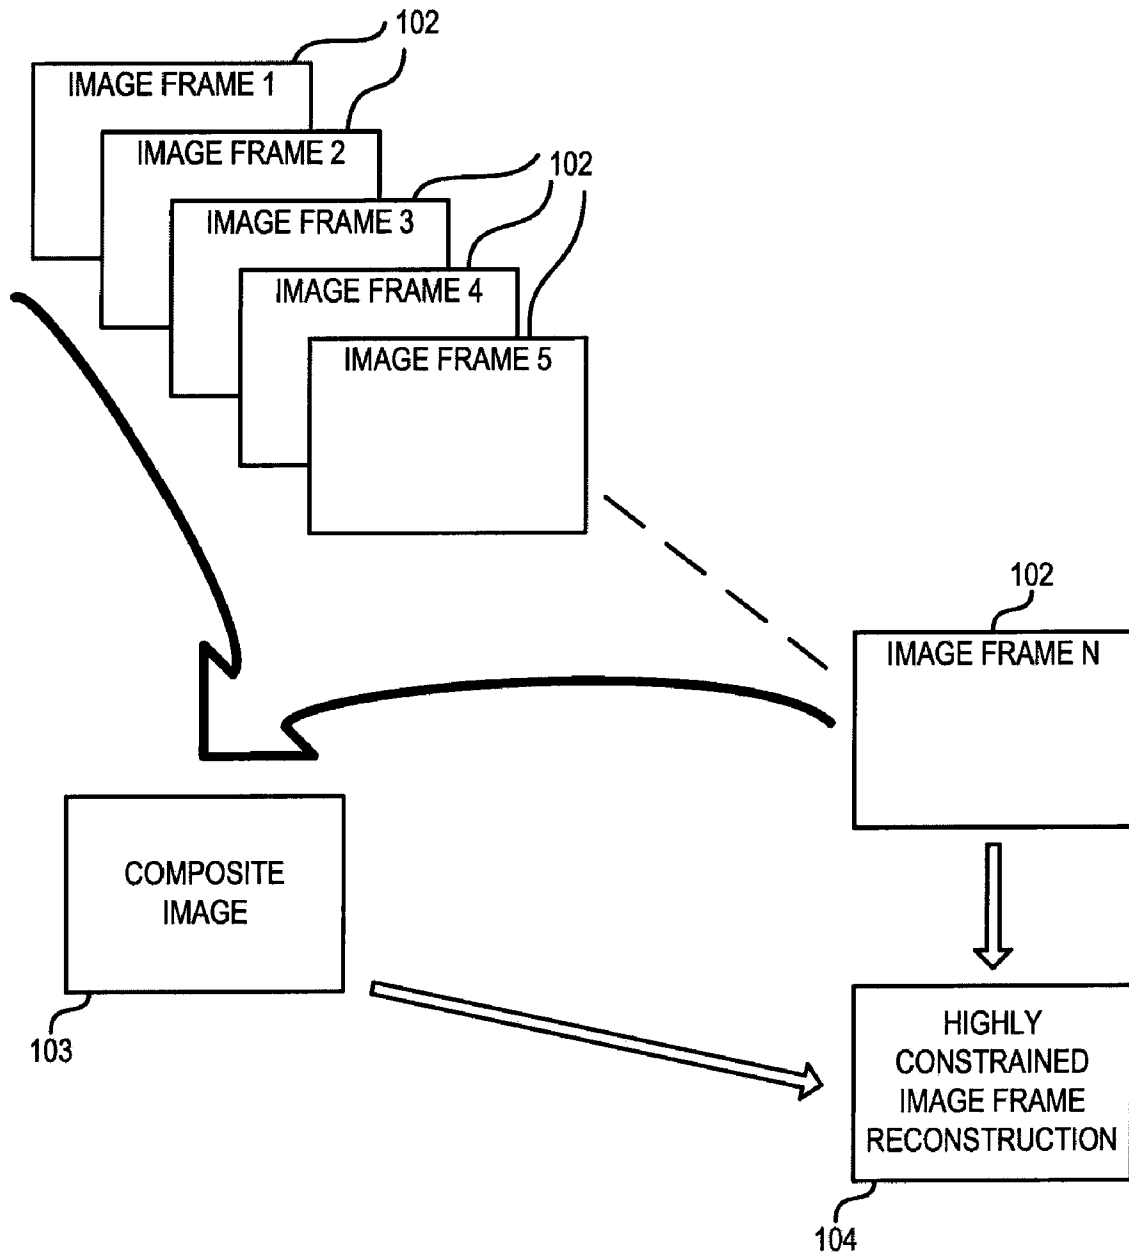 102
IMAGE FRAME 1
IMAGE FRAME 2
102
IMAGE FRAME 3
IMAGE FRAME 4
IMAGE FRAME 5
102
IMAGE FRAME N
COMPOSITE
IMAGE
103
HIGHLY
CONSTRAINED
IMAGE FRAME
RECONSTRUCTION
104